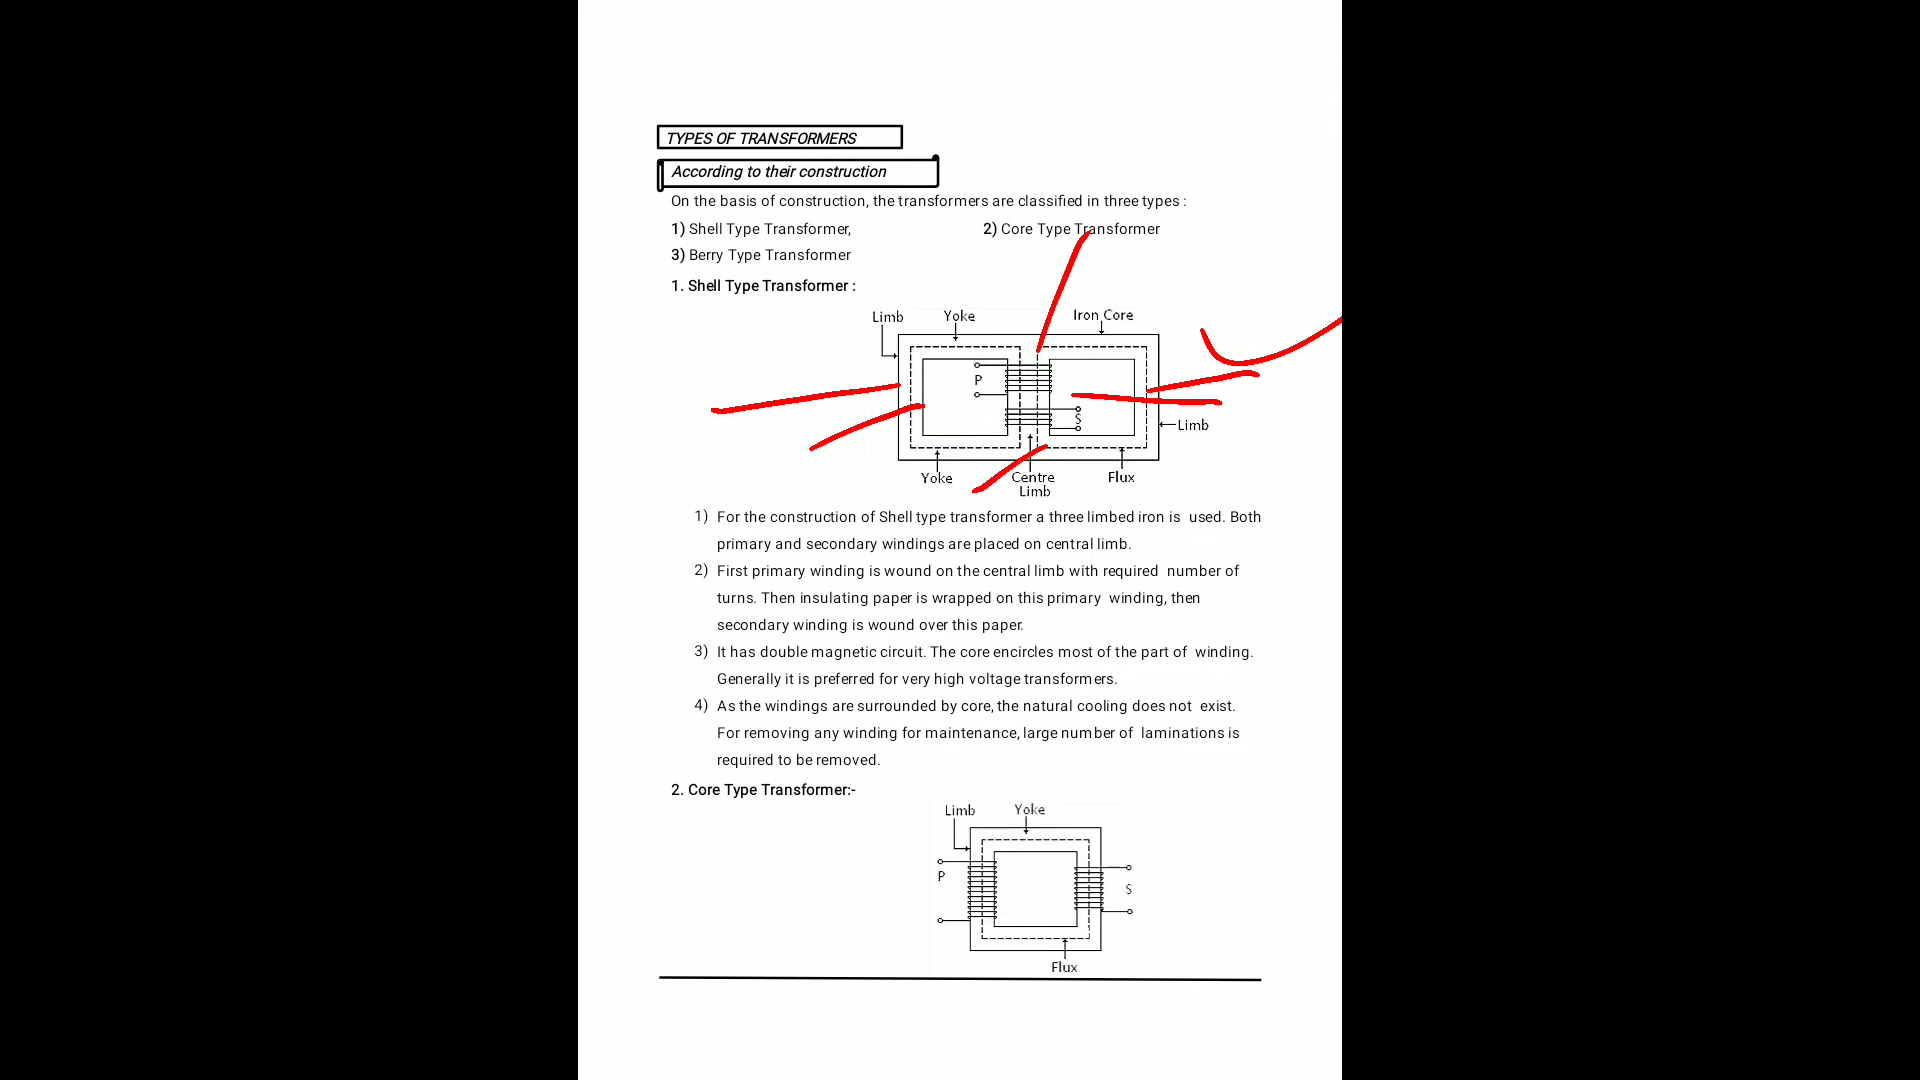 TYPES OF TRANSFORMERS
According to their construction
On the basis of construction, the transformers are classified in three types :
1) Shell Type Transformer, 2) Core Type Transformer
3) Berry Type Transformer
1. Shell Type Transformer :
Limb Yoke Iron Core
P
S
Limb
Yoke Centre Limb Flux
1) For the construction of Shell type transformer a three limbed iron is used. Both
primary and secondary windings are placed on central limb.
2) First primary winding is wound on the central limb with required number of
turns. Then insulating paper is wrapped on this primary winding, then
secondary winding is wound over this paper.
3) It has double magnetic circuit. The core encircles most of the part of winding.
Generally it is preferred for very high voltage transformers.
4) As the windings are surrounded by core, the natural cooling does not exist.
For removing any winding for maintenance, large number of laminations is
required to be removed.
2. Core Type Transformer:-
Limb Yoke
P S
Flux